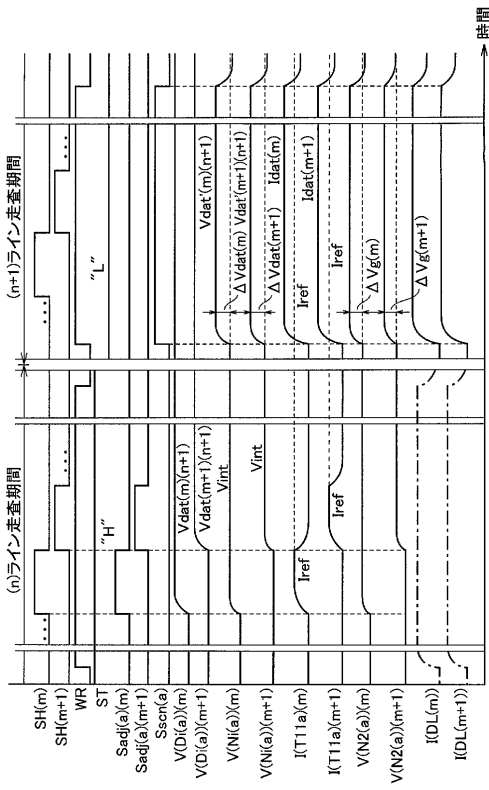 (n)ライン走査期間
(n+1)ライン走査期間
SH(m)
SH(m+1)
WR
ST
Sadj(a)(m)
Sadj(a)(m+1)
Sscn(a)
V(Di(a))(m)
V(Di(a))(m+1)
V(Ni(a))(m)
V(Ni(a))(m+1)
I(T11a)(m)
I(T11a)(m+1)
V(N2(a))(m)
V(N2(a))(m+1)
I(DL(m))
I(DL(m+1))
"H"
"L"
Vdat(m)(n+1)
Vdat(m+1)(n+1)
Vint
Vint
Iref
Iref
Vdat'(m)(n+1)
ΔVdat(m) Vdat'(m+1)(n+1)
ΔVdat(m+1)
Idat(m)
Iref
Idat(m+1)
Iref
ΔVg(m)
ΔVg(m+1)
時間